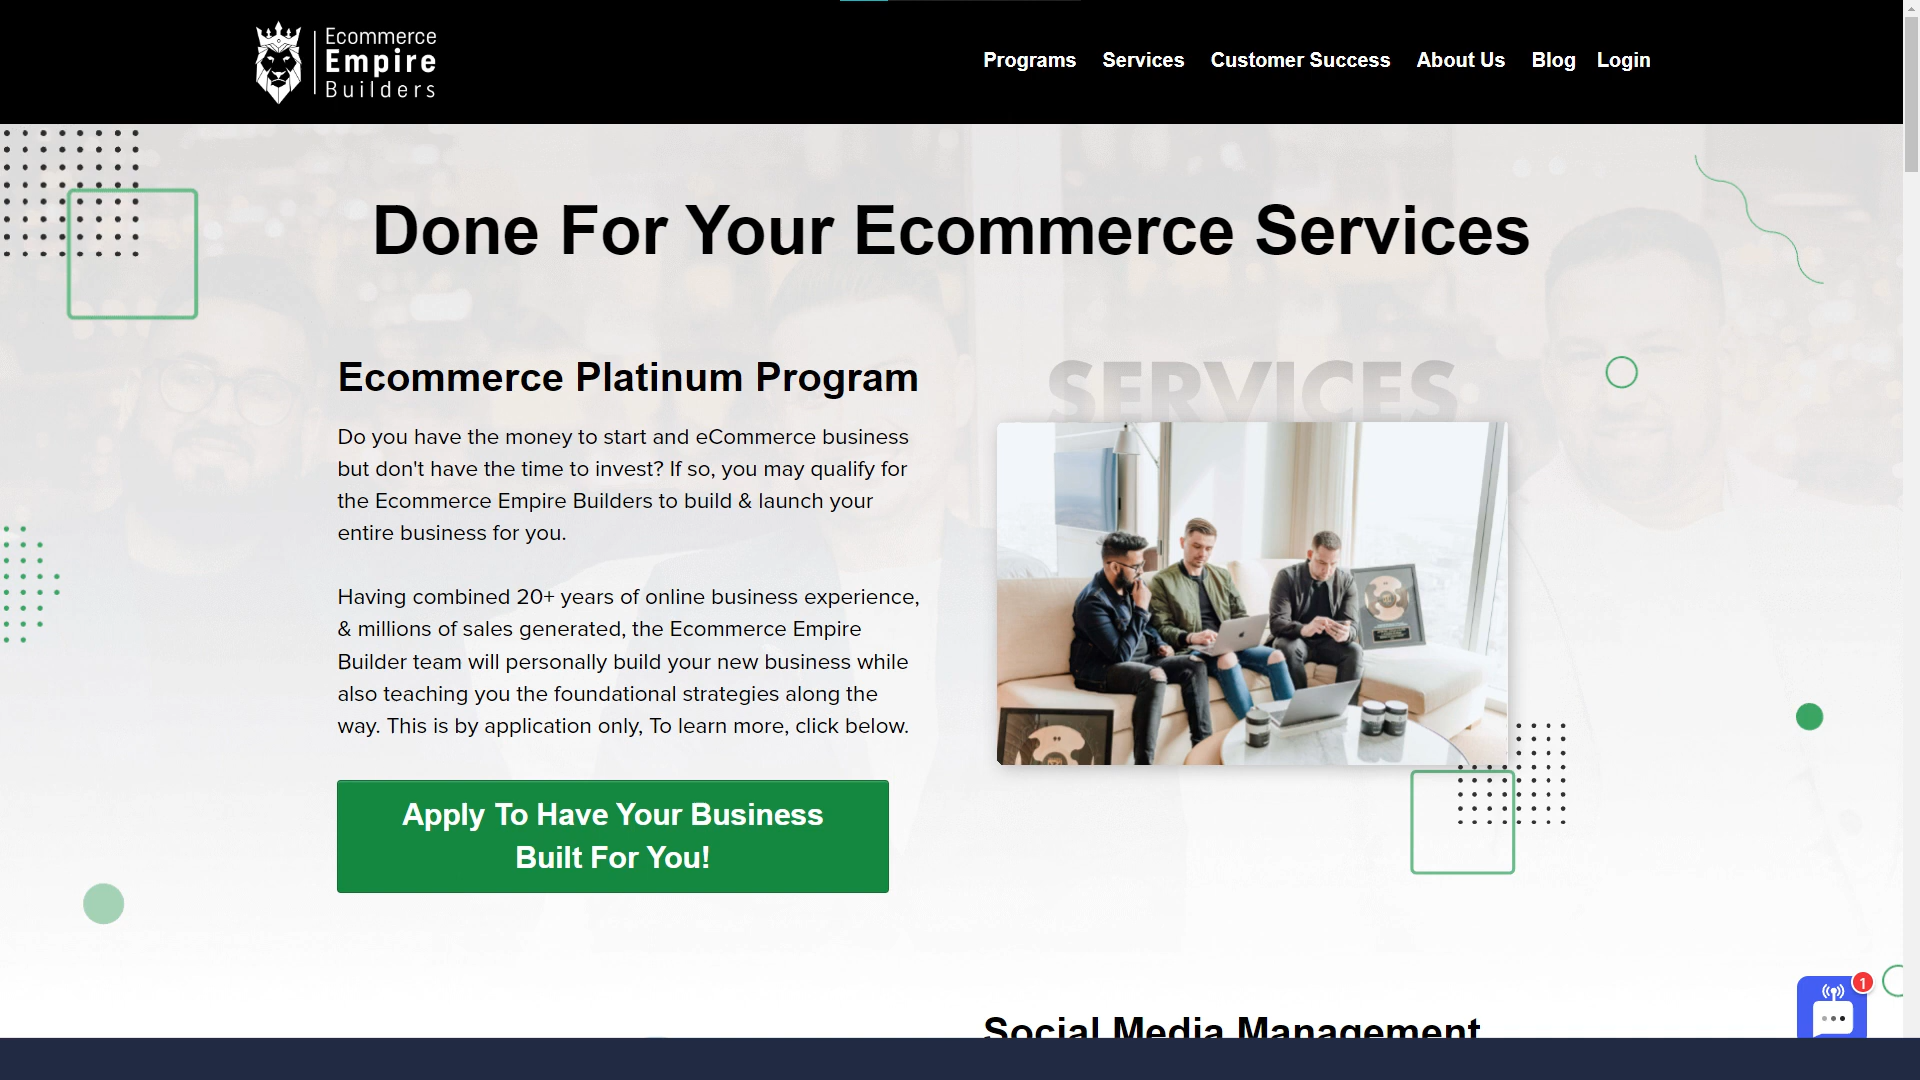 Ecommerce
Empire
Builders
Programs
Services
Customer Success
About Us
Blog
Login
Done For Your Ecommerce Services
Ecommerce Platinum Program
Do you have the money to start and eCommerce business
but don't have the time to invest? If so, you may qualify for
the Ecommerce Empire Builders to build & launch your
entire business for you.
Having combined 20+ years of online business experience,
& millions of sales generated, the Ecommerce Empire
Builder team will personally build your new business while
also teaching you the foundational strategies along the
way. This is by application only, To learn more, click below.
Apply To Have Your Business
Built For You!
SERVICES
1
Social Media Management